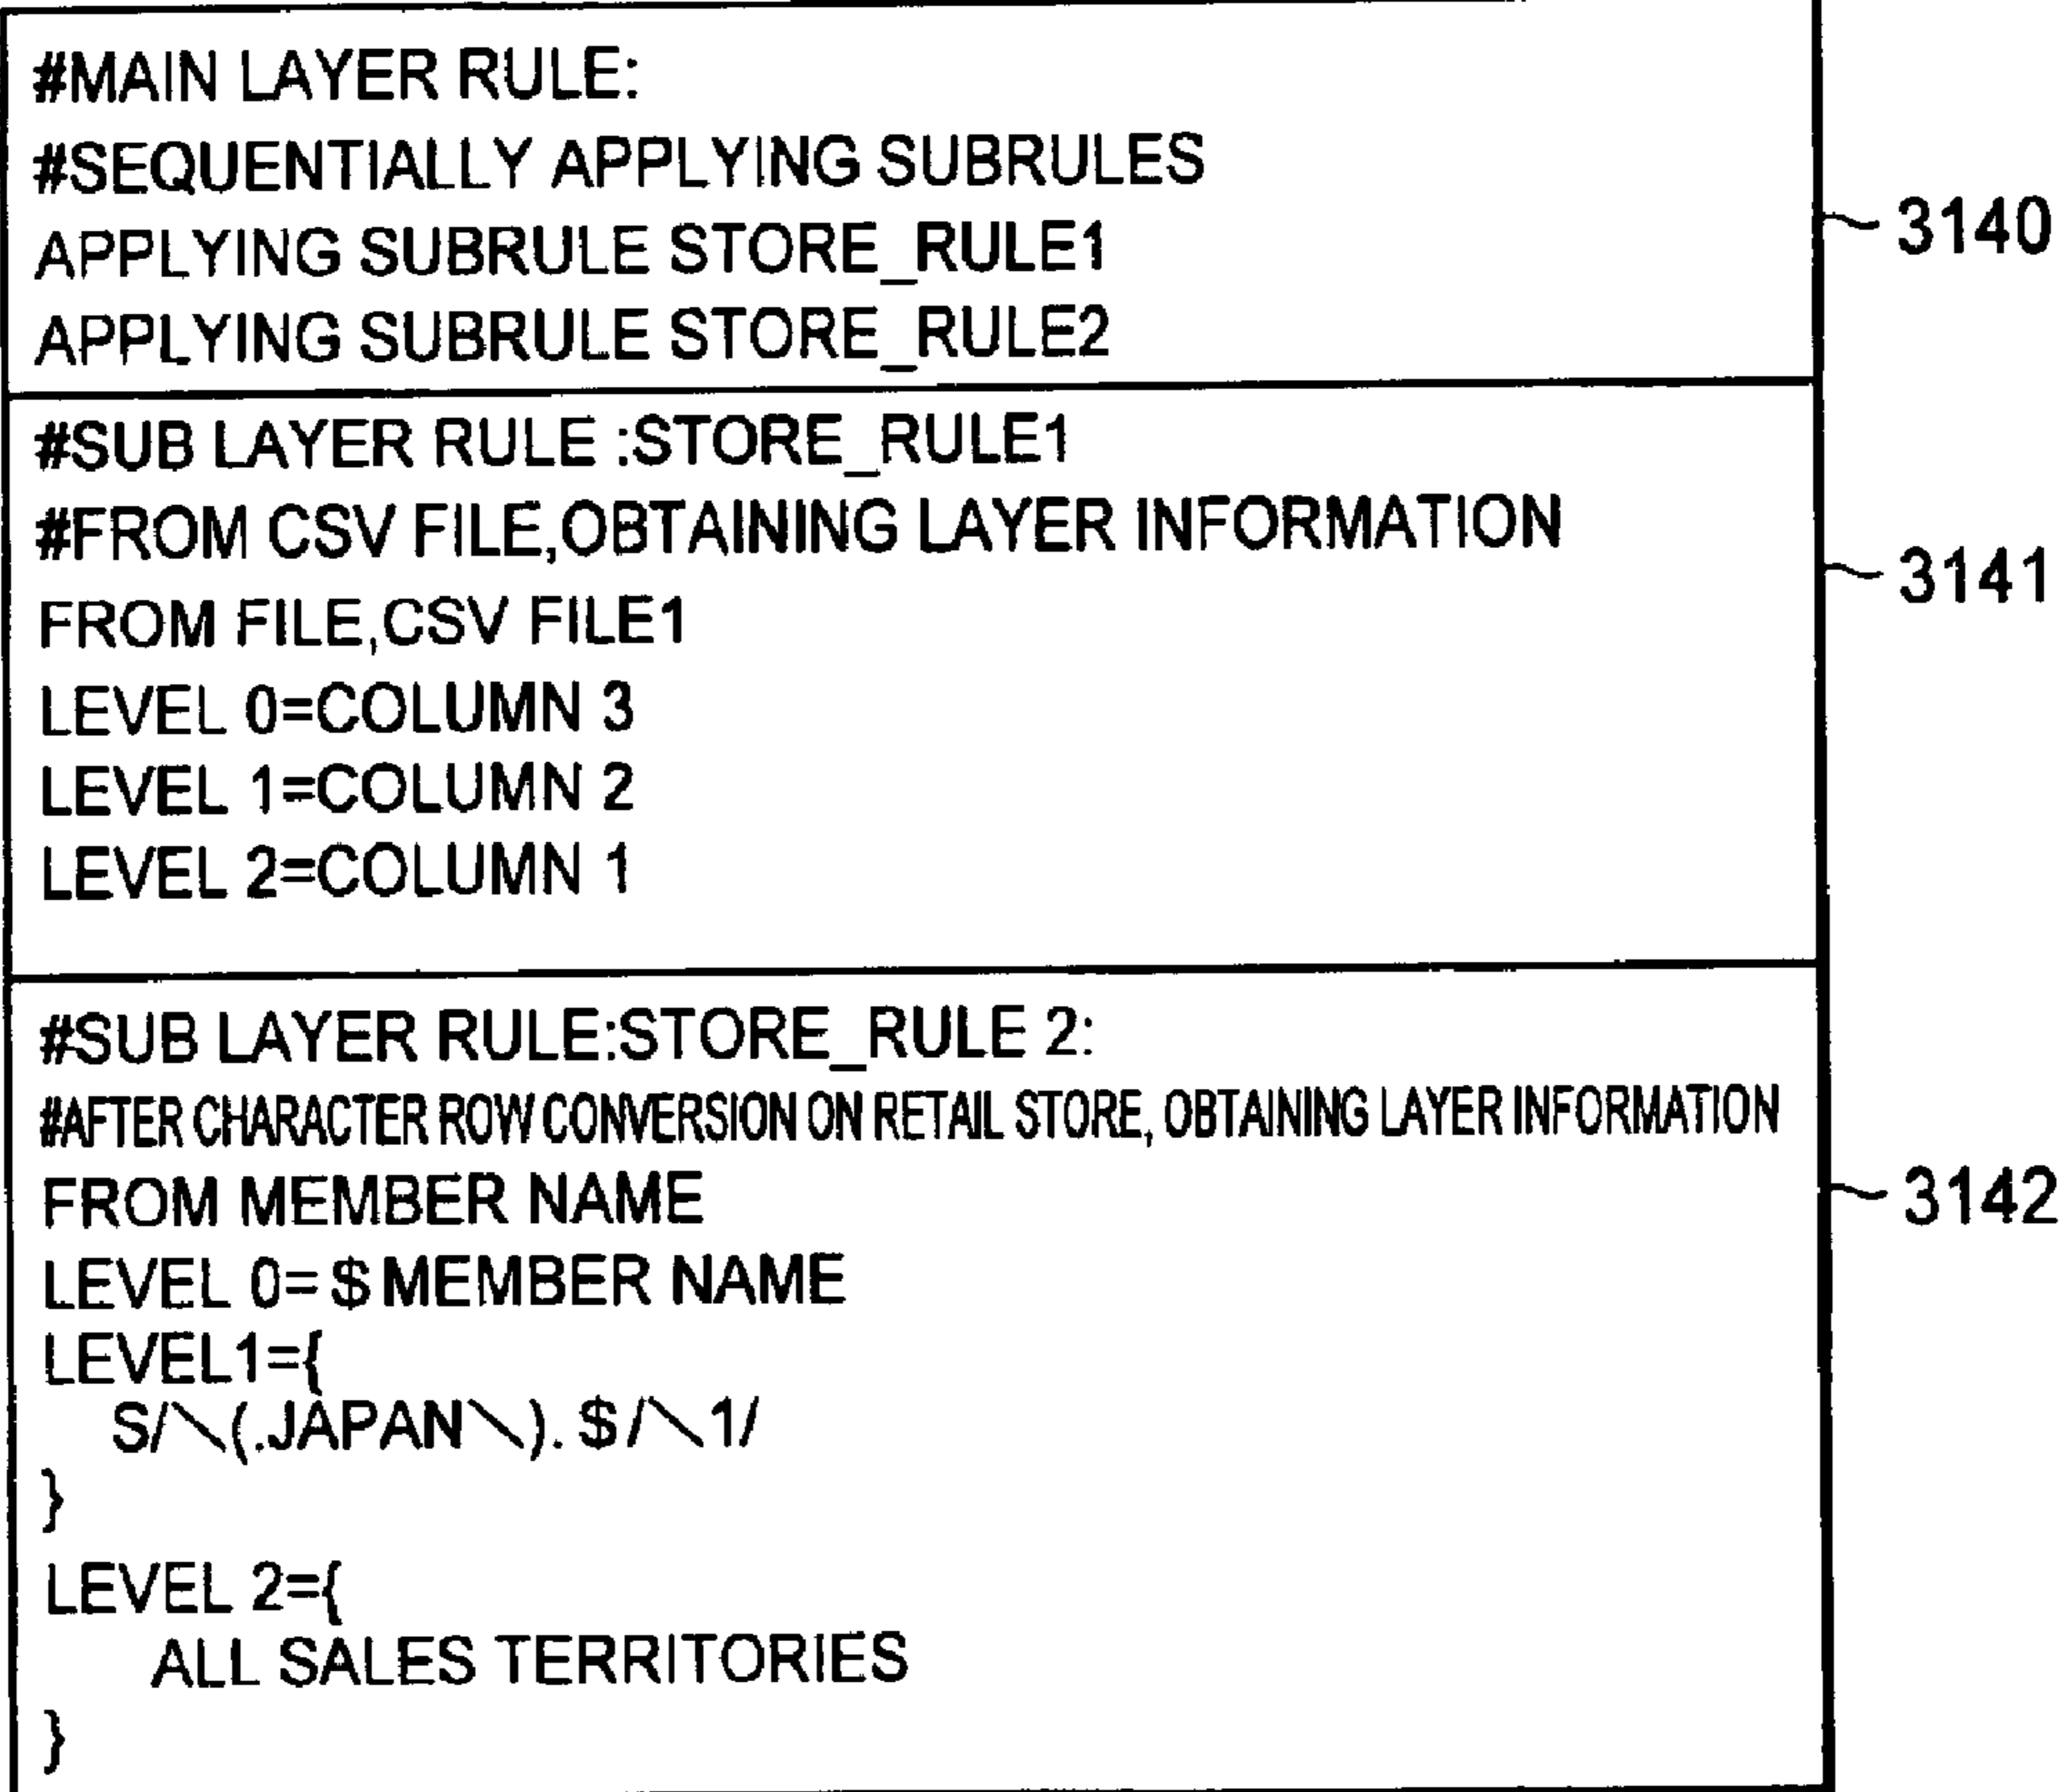 #MAIN LAYER RULE:
#SEQUENTIALLY APPLYING SUBRULES
APPLYING SUBRULE STORE_RULE1
APPLYING SUBRULE STORE_RULE2
3140
#SUB LAYER RULE :STORE_RULE1
#FROM CSV FILE,OBTAINING LAYER INFORMATION
FROM FILE,CSV FILE1
LEVEL 0=COLUMN 3
LEVEL 1=COLUMN 2
LEVEL 2=COLUMN 1
3141
#SUB LAYER RULE:STORE_RULE 2:
#AFTER CHARACTER ROW CONVERSION ON RETAIL STORE, OBTAINING LAYER INFORMATION
FROM MEMBER NAME
LEVEL 0=$MEMBER NAME
LEVEL1={
S/\(.JAPAN\).$/\1/
}
LEVEL 2={
ALL SALES TERRITORIES
}
3142